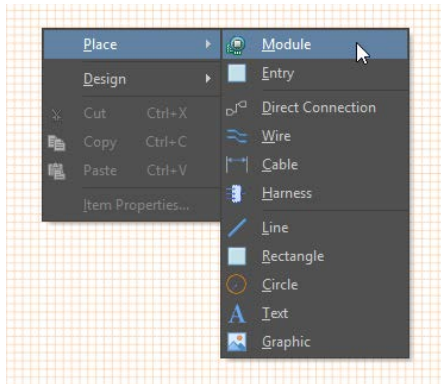 Place
Design
Cut Ctrl+X
Copy Ctrl+C
Paste Ctrl+V
Item Properties...
Module
Entry
Direct Connection
Wire
Cable
Harness
Line
Rectangle
Circle
Text
Graphic